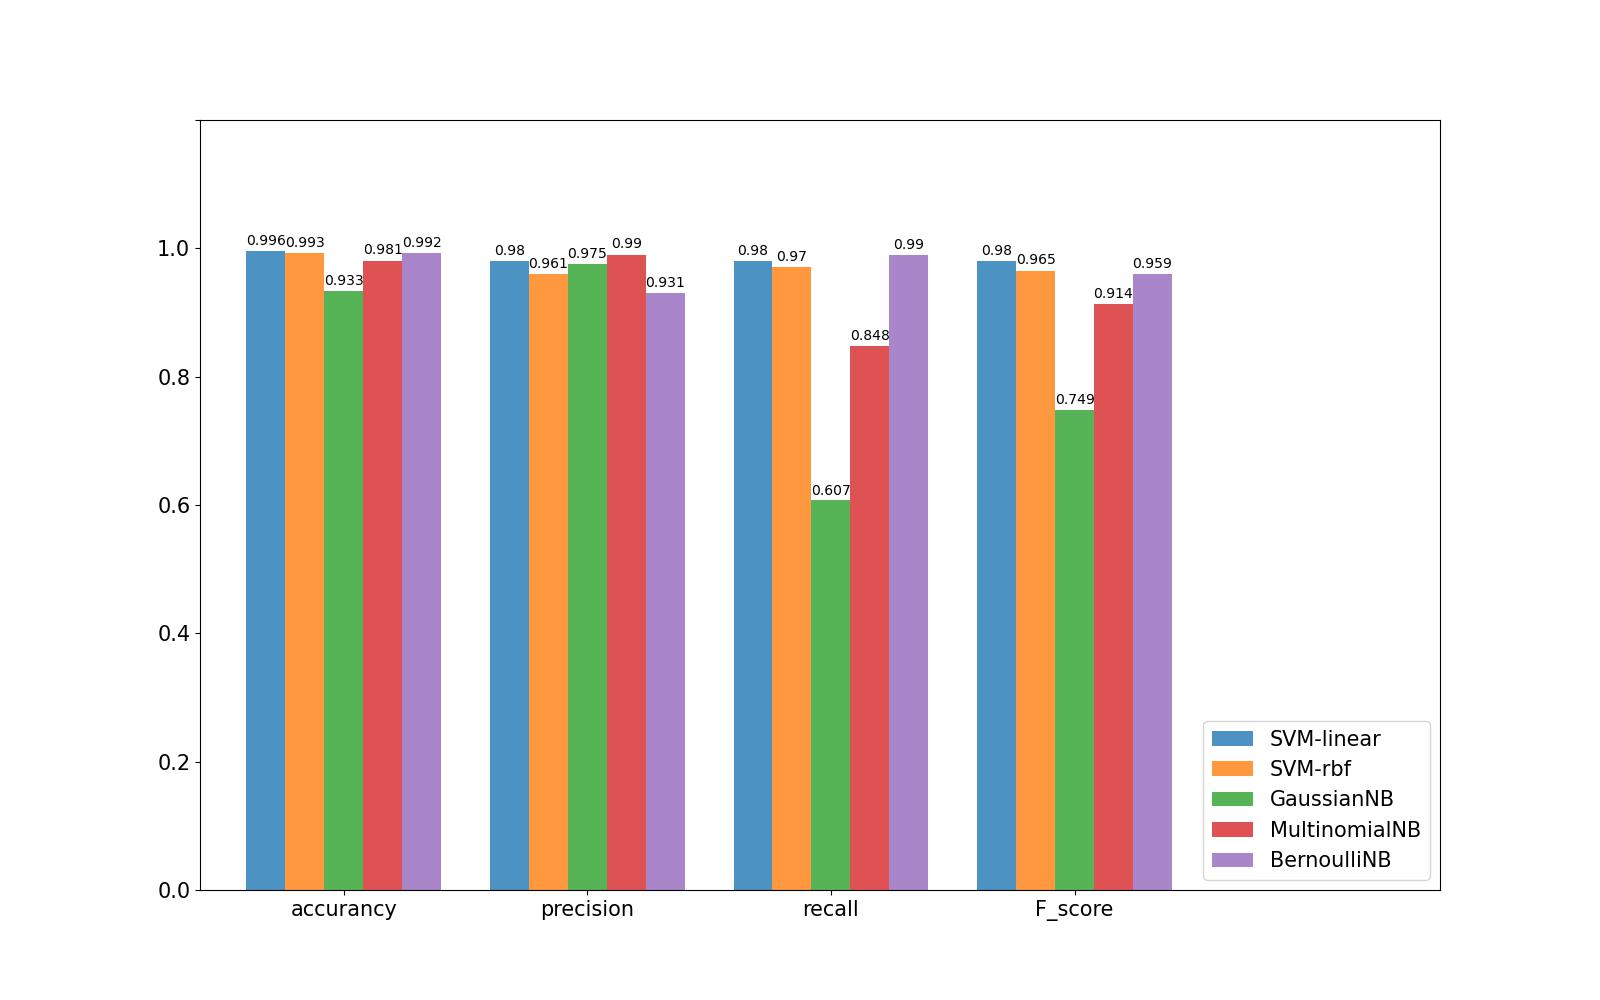 0.996 0.993 0.933 0.981 0.992 0.98 0.961 0.975 0.99 0.931 0.98 0.97 0.607 0.848 0.99 0.98 0.965 0.749 0.914 0.959
1.0
0.8
0.6
0.4
0.2
0.0
accurancy precision recall F_score
SVM-linear
SVM-rbf
GaussianNB
MultinomialNB
BernoulliNB